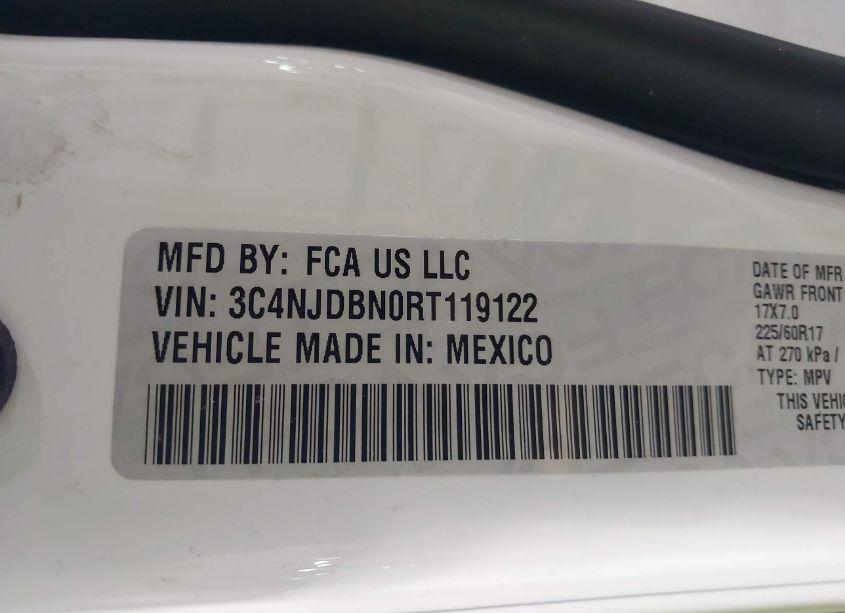 MFD BY: FCA US LLC
VIN: 3C4NJDBN0RT119122
VEHICLE MADE IN: MEXICO
DATE OF MFR
GAWR FRONT
17X7.0
225/60R17
AT 270 kPa /
TYPE: MPV
THIS VEHI
SAFETY